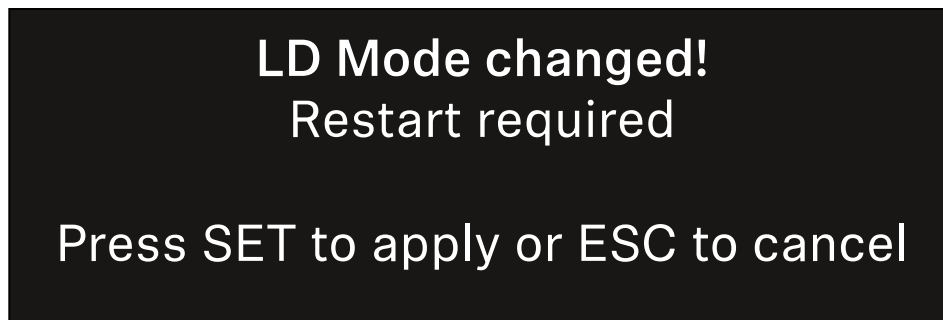 LD Mode changed!
Restart required
Press SET to apply or ESC to cancel